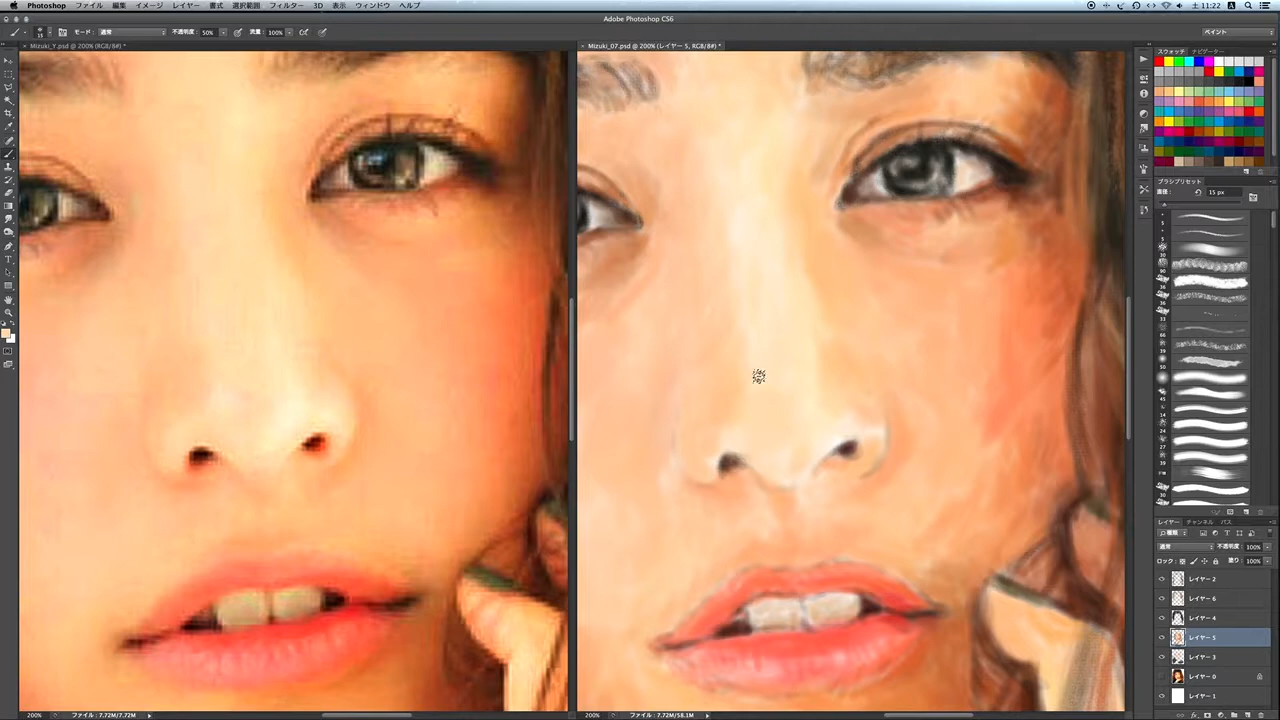 Photoshop ファイル 編集 イメージ レイヤー 書式 選択範囲 フィルター 3D 表示 ウィンドウ ヘルプ
土 11:22
Adobe Photoshop CS6
モード： 通常 不透明度： 50% 流量： 100% ペイント
Mizuki_Y.psd @ 200% (RGB/8#) *
Mizuki_07.psd @ 200% (レイヤー 5, RGB/8#) *
スウォッチ ナビゲーター
ブラシプリセット
直径： 15 px
レイヤー チャンネル パス
種類
通常 不透明度： 100%
ロック： 塗り： 100%
レイヤー 2
レイヤー 6
レイヤー 4
レイヤー 5
レイヤー 3
レイヤー 0
レイヤー 1
200% ファイル：7.72M/7.72M
200% ファイル：7.72M/58.1M